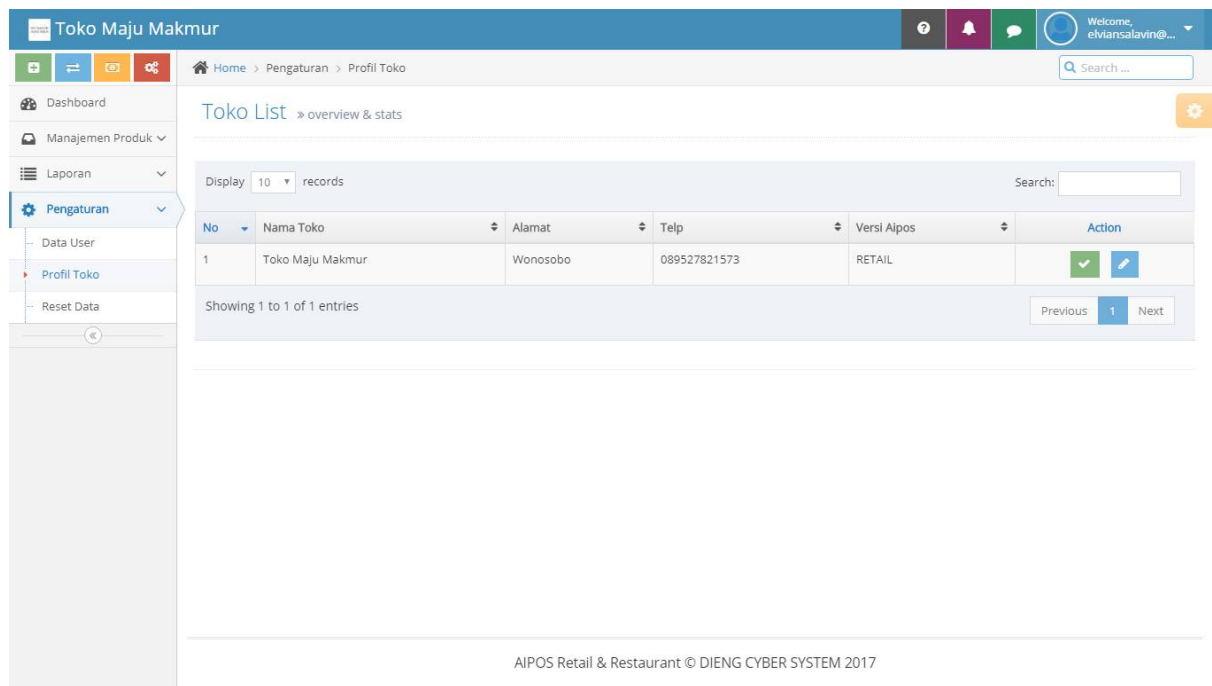 Toko Maju Makmur
Welcome,
elviansalavin@...
Home > Pengaturan > Profil Toko
Search ...
Dashboard
Manajemen Produk
Laporan
Pengaturan
Data User
Profil Toko
Reset Data
Toko List » overview & stats
Display 10 records
Search:
No Nama Toko Alamat Telp Versi Aipos Action
1 Toko Maju Makmur Wonosobo 089527821573 RETAIL
Showing 1 to 1 of 1 entries
Previous 1 Next
AIPOS Retail & Restaurant © DIENG CYBER SYSTEM 2017